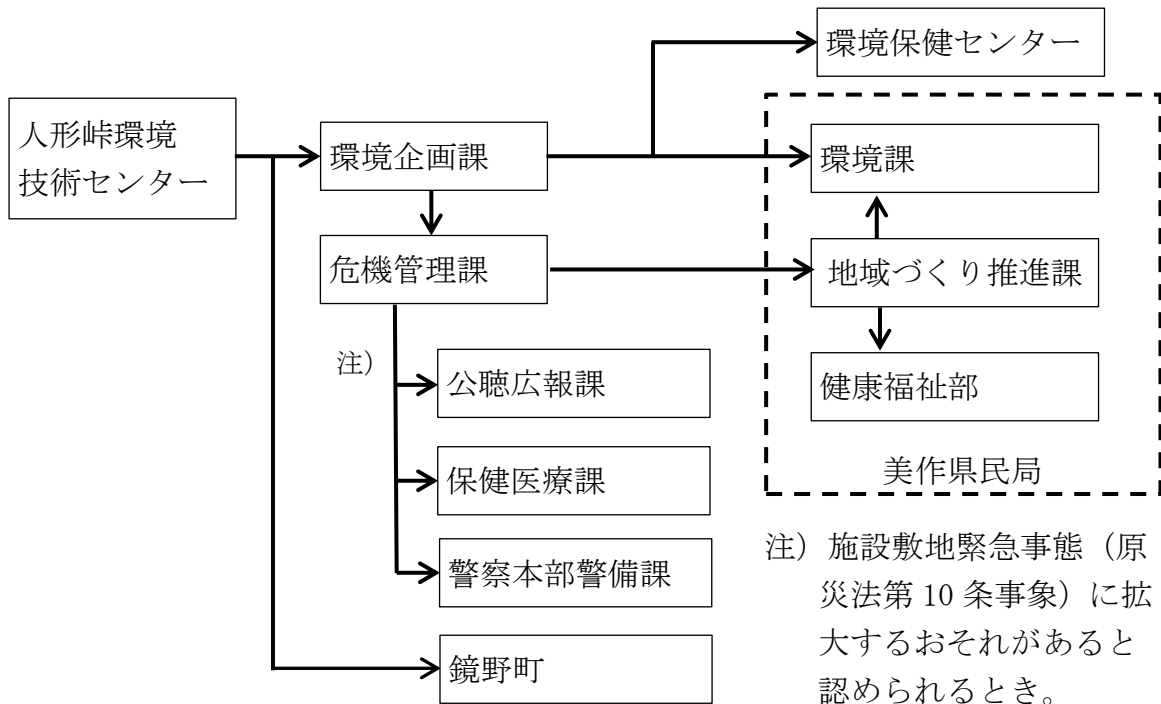 環境保健センター
人形峠環境
技術センター
環境企画課
環境課
危機管理課
地域づくり推進課
注）
公聴広報課
健康福祉部
保健医療課
美作県民局
警察本部警備課
鏡野町
注）施設敷地緊急事態（原
災法第 10 条事象）に拡
大するおそれがあると
認められるとき。